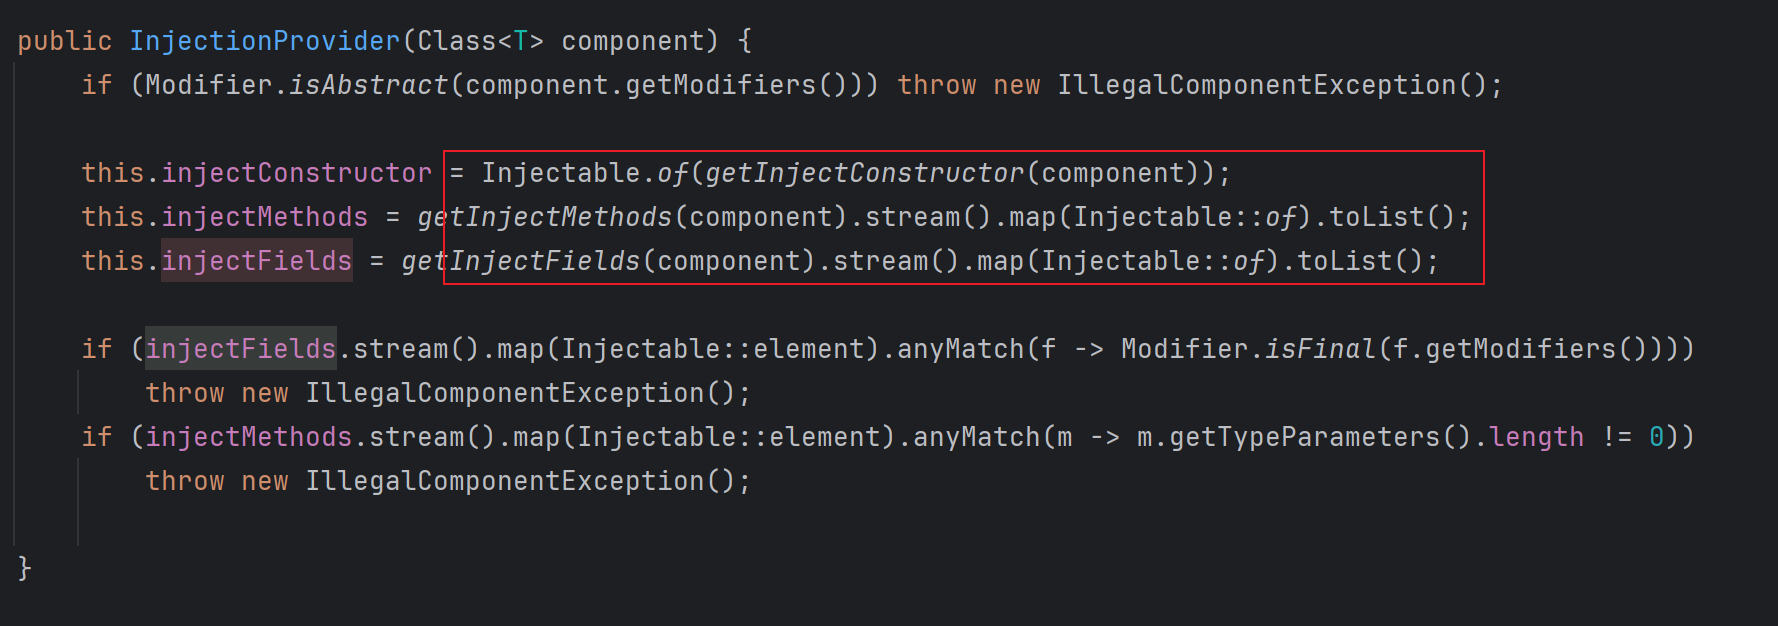 public InjectionProvider(Class<T> component) {
if (Modifier.isAbstract(component.getModifiers())) throw new IllegalComponentException();
this.injectConstructor = Injectable.of(getInjectConstructor(component));
this.injectMethods = getInjectMethods(component).stream().map(Injectable::of).toList();
this.injectFields = getInjectFields(component).stream().map(Injectable::of).toList();
if (injectFields.stream().map(Injectable::element).anyMatch(f -> Modifier.isFinal(f.getModifiers())))
throw new IllegalComponentException();
if (injectMethods.stream().map(Injectable::element).anyMatch(m -> m.getTypeParameters().length != 0))
throw new IllegalComponentException();
}